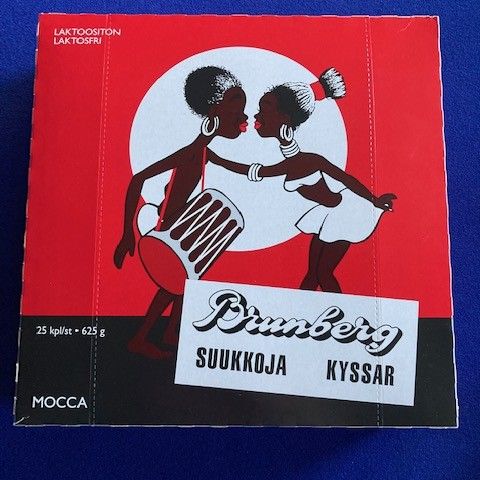 LAKTOOSITON
LAKTOSFRI
Brunberg
SUUKKOJA KYSSAR
25 kpl/st • 625 g
MOCCA